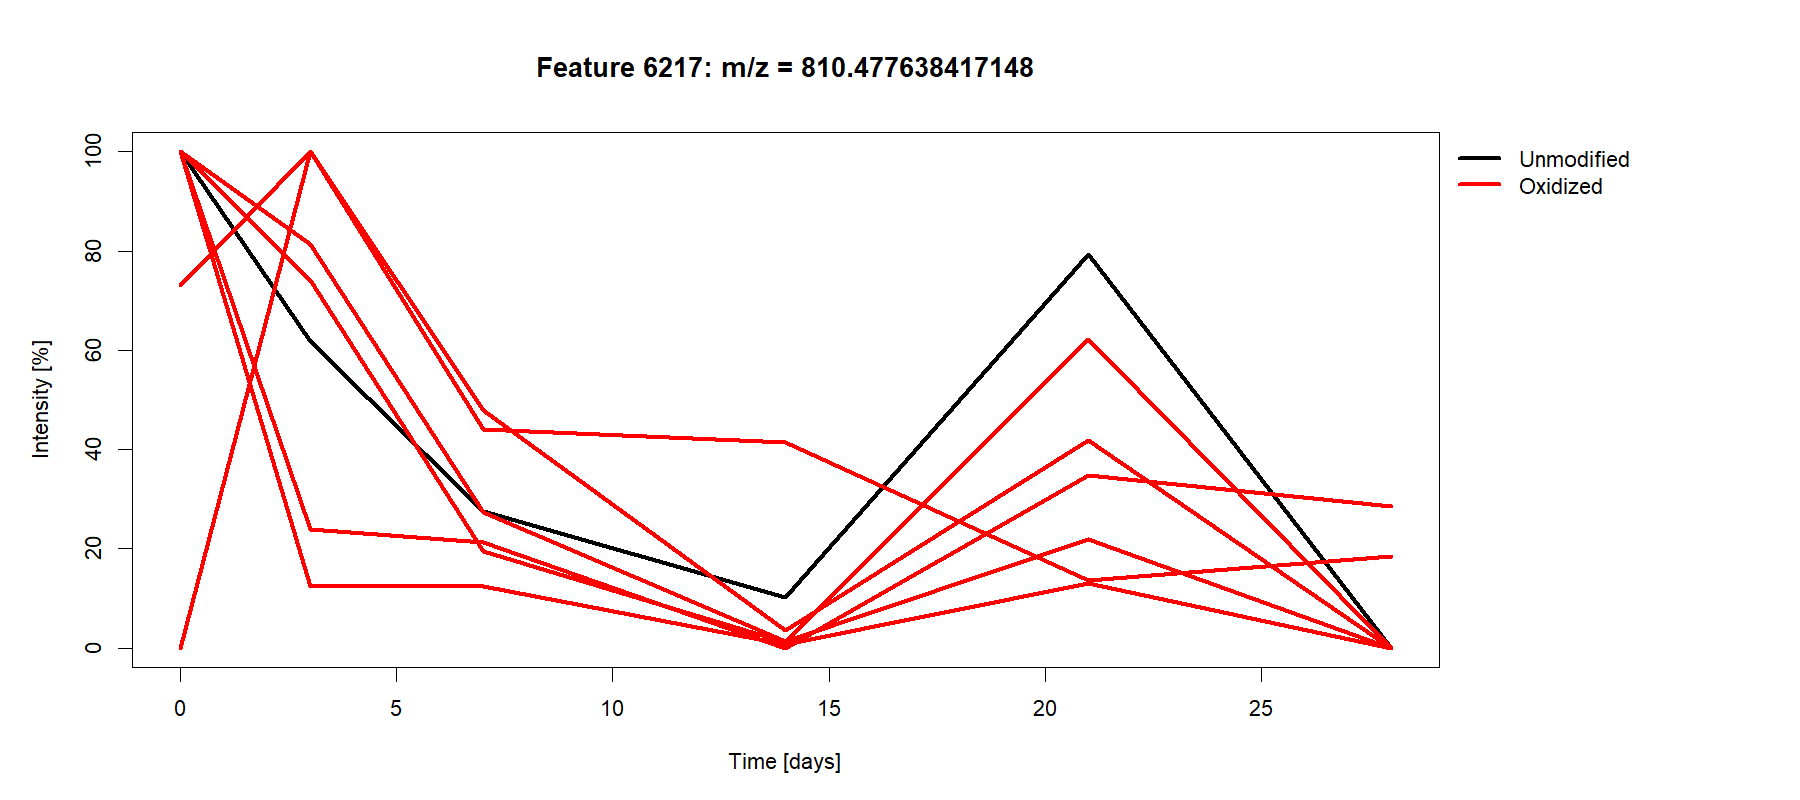 Feature 6217: m/z = 810.477638417148
Unmodified
Oxidized
Intensity [%]
100
80
60
40
20
0
0 5 10 15 20 25
Time [days]